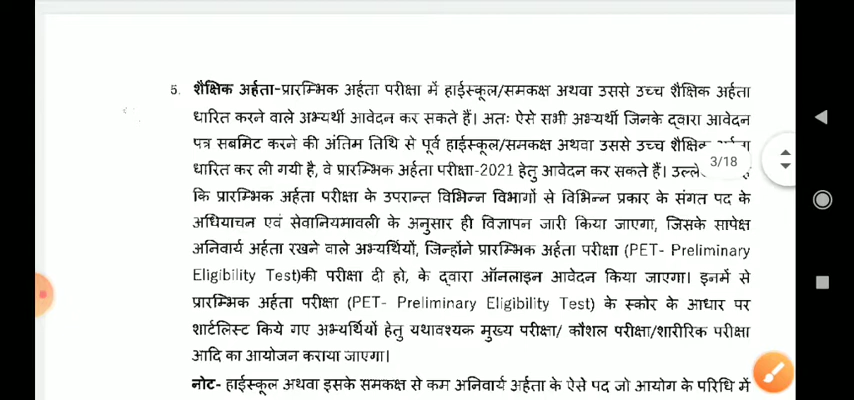 5. शैक्षिक अर्हता-प्रारम्भिक अर्हता परीक्षा में हाईस्कूल/समकक्ष अथवा उससे उच्च शैक्षिक अर्हता
धारित करने वाले अभ्यर्थी आवेदन कर सकते हैं। अतः ऐसे सभी अभ्यर्थी जिनके द्वारा आवेदन
पत्र सबमिट करने की अंतिम तिथि से पूर्व हाईस्कूल/समकक्ष अथवा उससे उच्च शैक्षिक
धारित कर ली गयी है, वे प्रारम्भिक अर्हता परीक्षा-2021 हेतु आवेदन कर सकते हैं।
3/18
कि प्रारम्भिक अर्हता परीक्षा के उपरान्त विभिन्न विभागों से विभिन्न प्रकार के संगत पद के
अधियाचन एवं सेवानियमावली के अनुसार ही विज्ञापन जारी किया जाएगा, जिसके सापेक्ष
अनिवार्य अर्हता रखने वाले अभ्यर्थियों, जिन्होंने प्रारम्भिक अर्हता परीक्षा (PET- Preliminary
Eligibility Test)की परीक्षा दी हो, के द्वारा ऑनलाइन आवेदन किया जाएगा। इनमें से
प्रारम्भिक अर्हता परीक्षा (PET- Preliminary Eligibility Test) के स्कोर के आधार पर
शार्टलिस्ट किये गए अभ्यर्थियों हेतु यथावश्यक मुख्य परीक्षा/ कौशल परीक्षा/शारीरिक परीक्षा
आदि का आयोजन कराया जाएगा।
नोट- हाईस्कूल अथवा इसके समकक्ष से कम अनिवार्य अर्हता के ऐसे पद जो आयोग के परिधि में